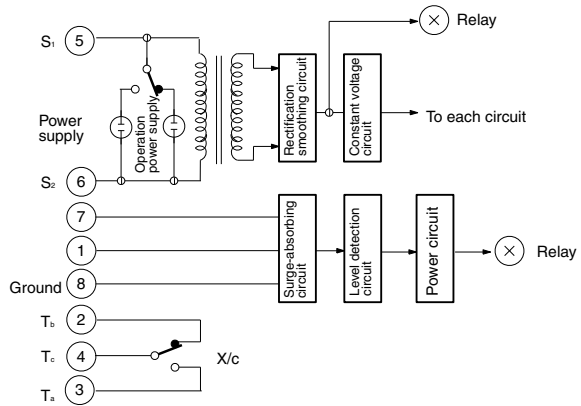 S1 5
Relay
Power supply
Operation power supply
Rectification smoothing circuit
Constant voltage circuit
To each circuit
S2 6
7
1
Ground 8
Surge-absorbing circuit
Level detection circuit
Power circuit
Relay
Tb 2
Tc 4
X/c
Ta 3